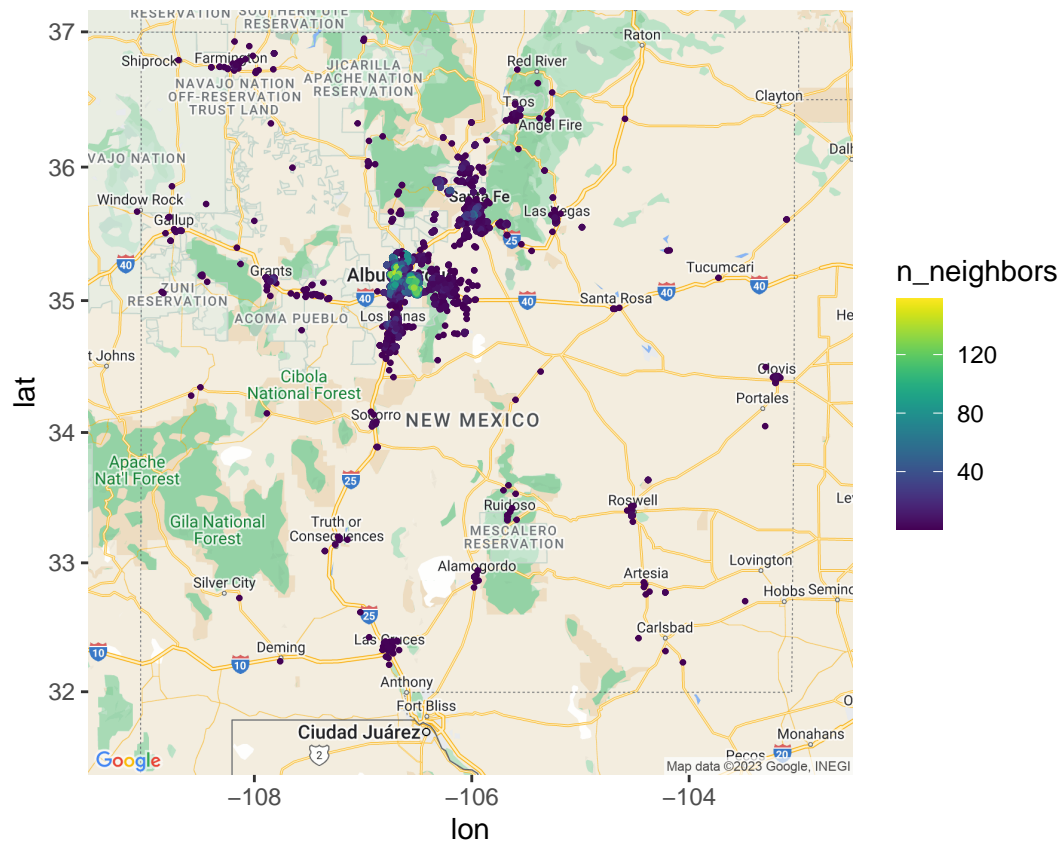 RESERVATION SOUTHERN UTE
RESERVATION
37
Raton
Shiprock Farmington
Red River
JICARILLA
APACHE NATION
RESERVATION
NAVAJO NATION
OFF-RESERVATION
TRUST LAND
Clayton
Taos
Angel Fire
VAJO NATION
36
Window Rock
Santa Fe
Las Vegas
Gallup
25
40
Grants
Tucumcari
ZUNI
RESERVATION
40
40
40
40
Santa Rosa
35
ACOMA PUEBLO
He
t Johns
Cibola
National Forest
Clovis
Portales
Socorro
NEW MEXICO
34
Apache
Nat'l Forest
25
Gila National
Forest
Ruidoso
Roswell
Truth or
Consequences
MESCALERO
RESERVATION
33
Alamogordo
Artesia
Lovington
Silver City
Hobbs Semino
25
Las Cruces
Carlsbad
10
Deming
10
Anthony
32
Fort Bliss
Ciudad Juárez
2
Monahans
Pecos
20
Google
Map data ©2023 Google, INEGI
−108
−106
−104
lon
lat
n_neighbors
120
80
40